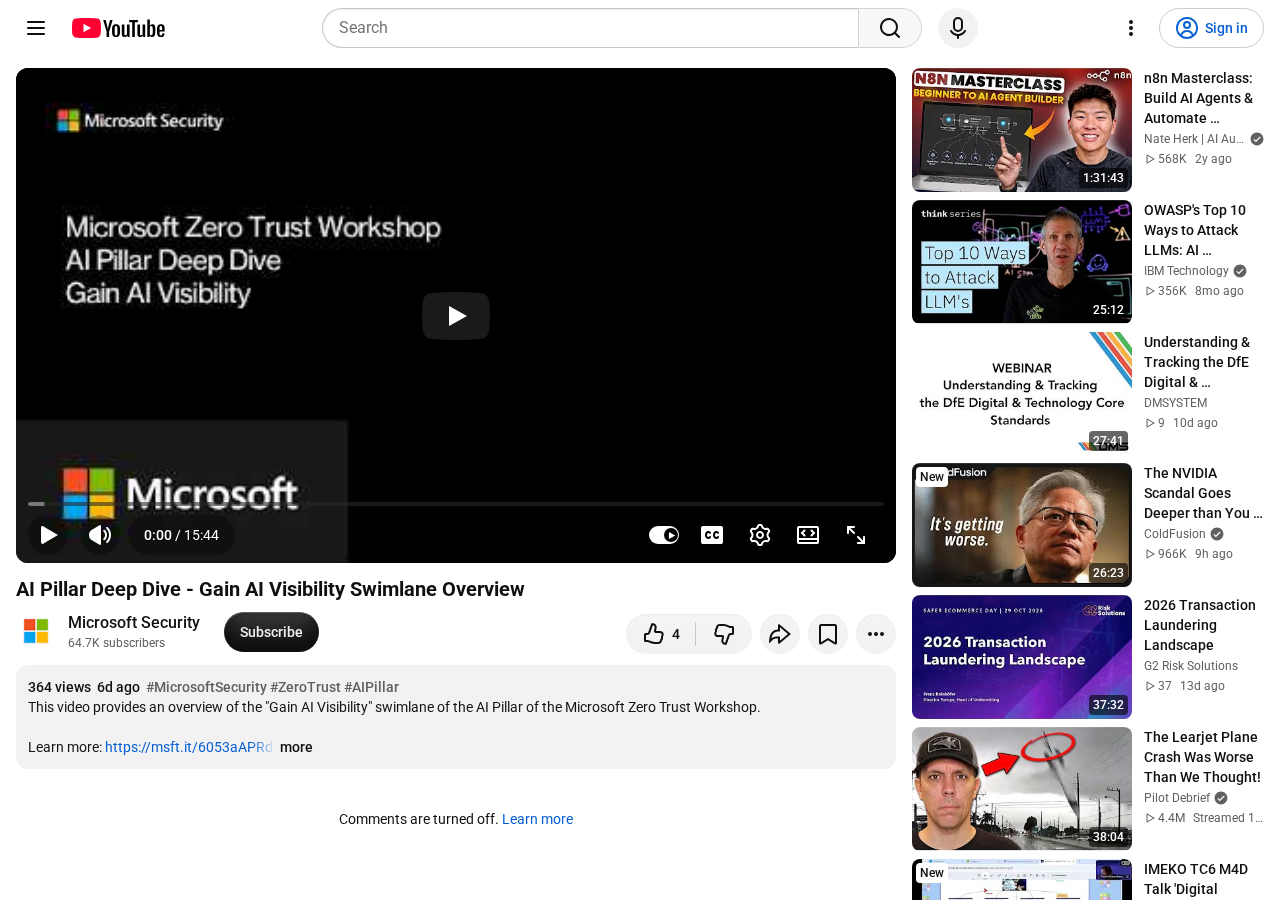 YouTube
Search
Sign in
Microsoft Security
Microsoft Zero Trust Workshop
AI Pillar Deep Dive
Gain AI Visibility
Microsoft
0:00 / 15:44
AI Pillar Deep Dive - Gain AI Visibility Swimlane Overview
Microsoft Security
64.7K subscribers
Subscribe
4
364 views 6d ago #MicrosoftSecurity #ZeroTrust #AIPillar
This video provides an overview of the "Gain AI Visibility" swimlane of the AI Pillar of the Microsoft Zero Trust Workshop.
Learn more: https://msft.it/6053aAPRd more
Comments are turned off. Learn more
N8N MASTERCLASS
n8n
BEGINNER TO AI AGENT BUILDER
1:31:43
n8n Masterclass:
Build AI Agents &
Automate …
Nate Herk | AI Au…
568K 2y ago
think series
Top 10 Ways
to Attack
LLM's
25:12
OWASP's Top 10
Ways to Attack
LLMs: AI …
IBM Technology
356K 8mo ago
WEBINAR
Understanding & Tracking
the DfE Digital & Technology Core
Standards
27:41
Understanding &
Tracking the DfE
Digital & …
DMSYSTEM
9 10d ago
New
It's getting
worse.
26:23
The NVIDIA
Scandal Goes
Deeper than You …
ColdFusion
966K 9h ago
SAFER ECOMMERCE DAY | 29 OCT 2026
G2 Risk
Solutions
2026 Transaction
Laundering Landscape
37:32
2026 Transaction
Laundering
Landscape
G2 Risk Solutions
37 13d ago
38:04
The Learjet Plane
Crash Was Worse
Than We Thought!
Pilot Debrief
4.4M Streamed 1…
New
IMEKO TC6 M4D
Talk 'Digital